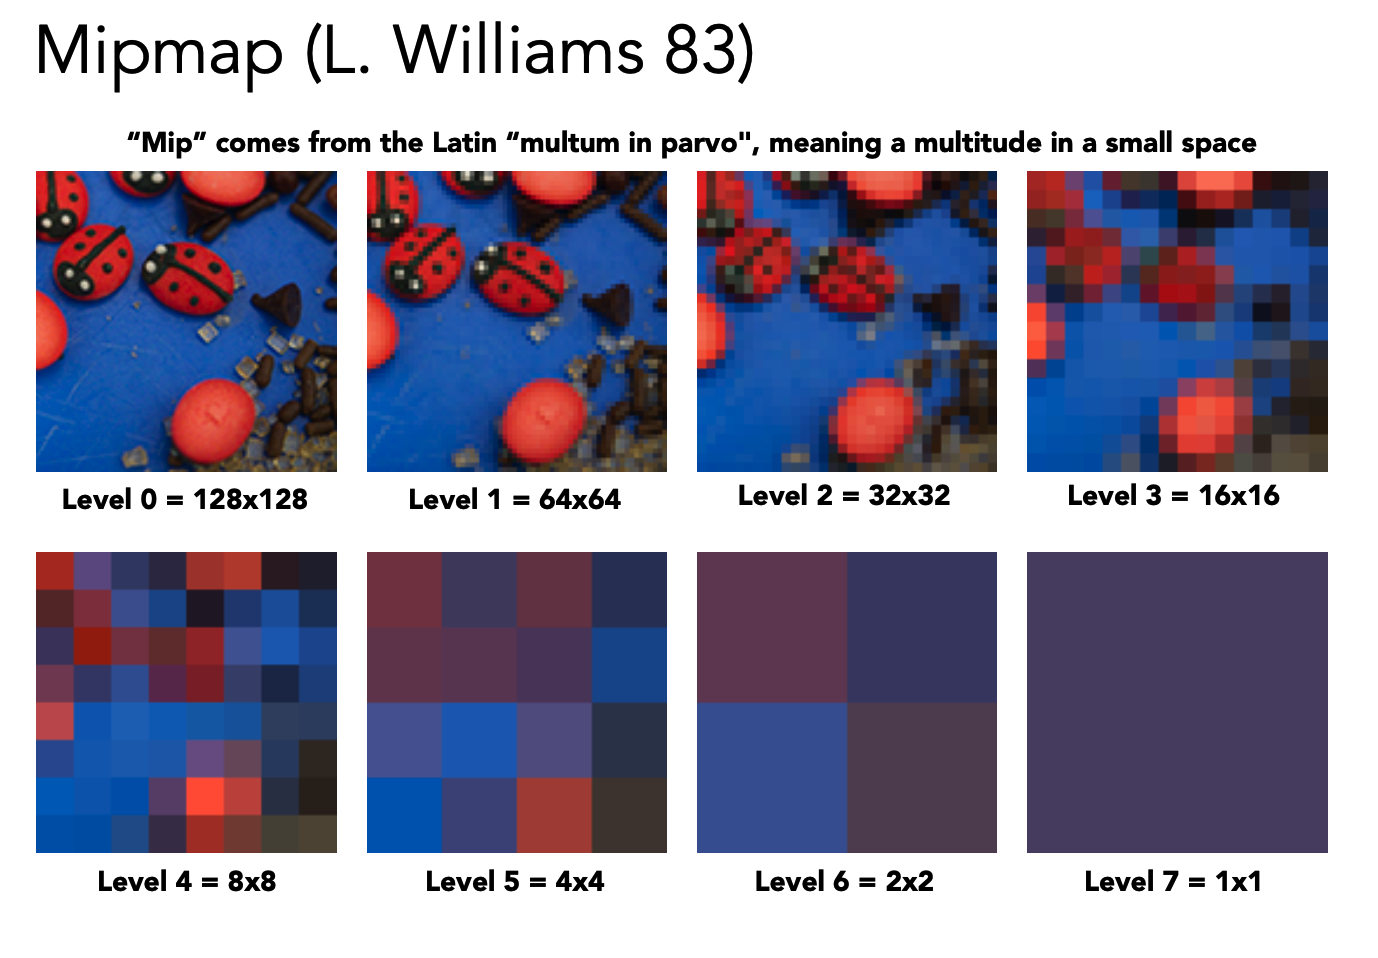 Mipmap (L. Williams 83)
“Mip” comes from the Latin “multum in parvo", meaning a multitude in a small space
Level 0 = 128x128
Level 1 = 64x64
Level 2 = 32x32
Level 3 = 16x16
Level 4 = 8x8
Level 5 = 4x4
Level 6 = 2x2
Level 7 = 1x1